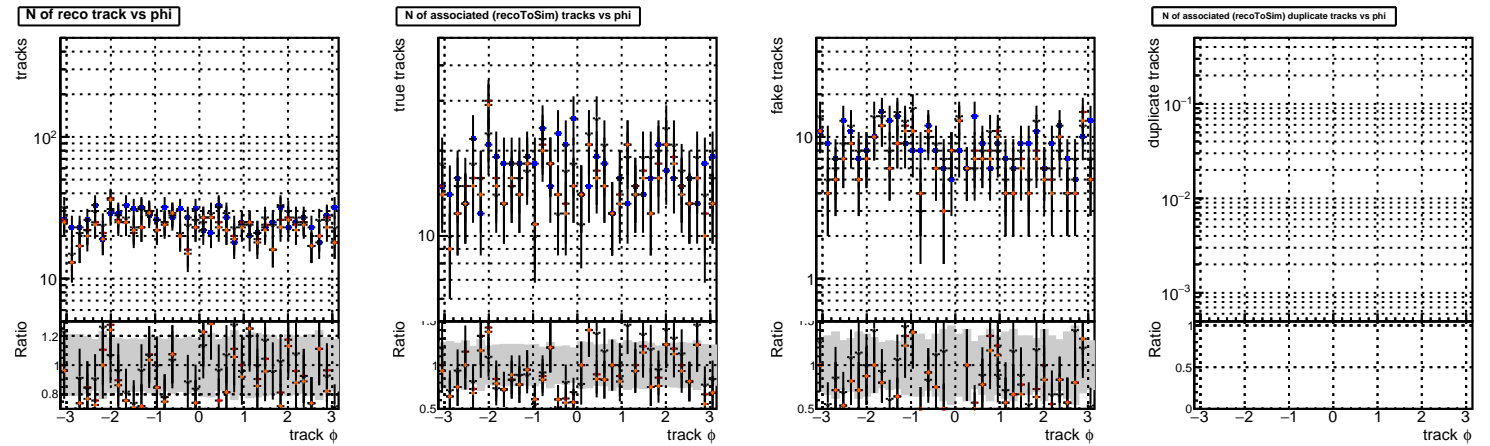 N of reco track vs phi
tracks
10²
10
Ratio
1.2
1
0.8
−3 −2 −1 0 1 2 3
track ϕ
N of associated (recoToSim) tracks vs phi
true tracks
10
Ratio
1.5
1
0.5
−3 −2 −1 0 1 2 3
track ϕ
fake tracks
10
1
Ratio
1.5
1
0.5
−3 −2 −1 0 1 2 3
track ϕ
N of associated (recoToSim) duplicate tracks vs phi
duplicate tracks
10⁻¹
10⁻²
10⁻³
Ratio
1
0.5
0
−3 −2 −1 0 1 2 3
track ϕ